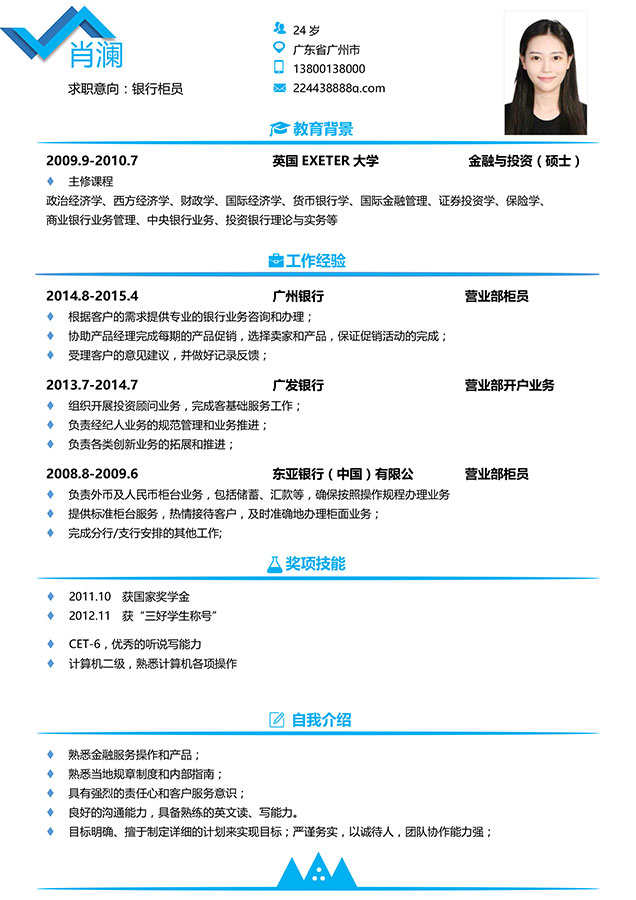 肖澜
求职意向：银行柜员
24 岁
广东省广州市
13800138000
224438888q.com
教育背景
2009.9-2010.7 英国 EXETER 大学 金融与投资（硕士）
主修课程
政治经济学、西方经济学、财政学、国际经济学、货币银行学、国际金融管理、证券投资学、保险学、
商业银行业务管理、中央银行业务、投资银行理论与实务等
工作经验
2014.8-2015.4 广州银行 营业部柜员
根据客户的需求提供专业的银行业务咨询和办理；
协助产品经理完成每期的产品促销，选择卖家和产品，保证促销活动的完成；
受理客户的意见建议，并做好记录反馈；
2013.7-2014.7 广发银行 营业部开户业务
组织开展投资顾问业务，完成客基础服务工作；
负责经纪人业务的规范管理和业务推进；
负责各类创新业务的拓展和推进；
2008.8-2009.6 东亚银行（中国）有限公 营业部柜员
负责外币及人民币柜台业务，包括储蓄、汇款等，确保按照操作规程办理业务
提供标准柜台服务，热情接待客户，及时准确地办理柜面业务；
完成分行/支行安排的其他工作;
奖项技能
2011.10 获国家奖学金
2012.11 获“三好学生称号”
CET-6，优秀的听说写能力
计算机二级，熟悉计算机各项操作
自我介绍
熟悉金融服务操作和产品；
熟悉当地规章制度和内部指南；
具有强烈的责任心和客户服务意识；
良好的沟通能力，具备熟练的英文读、写能力。
目标明确、擅于制定详细的计划来实现目标；严谨务实，以诚待人，团队协作能力强；